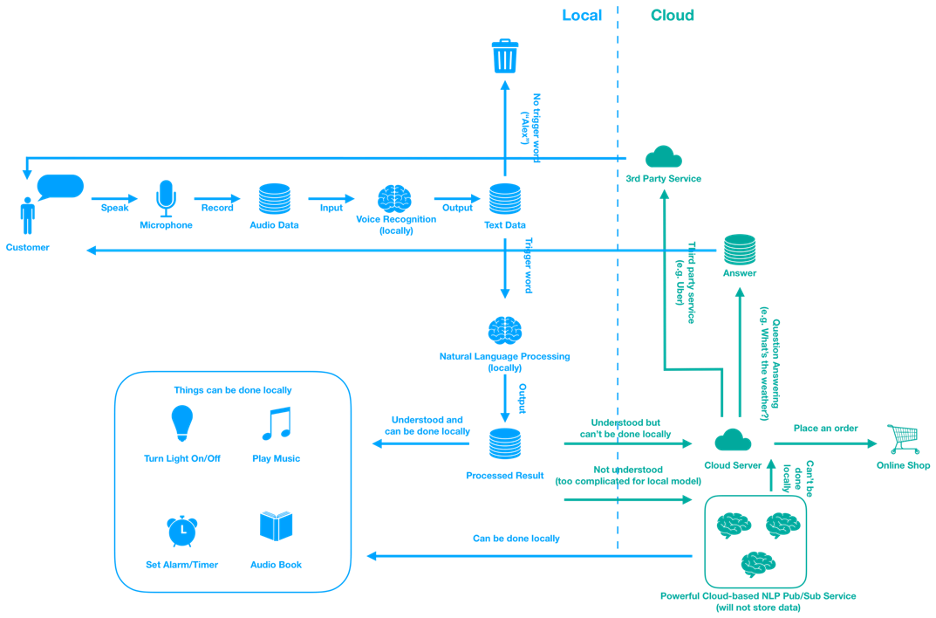 Local
Cloud
No trigger word
("Alex")
3rd Party Service
Speak
Record
Input
Output
Customer
Microphone
Audio Data
Voice Recognition
(locally)
Text Data
Trigger word
Third party service
(e.g. Uber)
Answer
Question Answering
(e.g. What's the weather?)
Natural Language Processing
(locally)
Output
Things can be done locally
Turn Light On/Off
Play Music
Set Alarm/Timer
Audio Book
Understood and
can be done locally
Processed Result
Understood but
can't be done locally
Cloud Server
Place an order
Online Shop
Not understood
(too complicated for local model)
Can't be
done
locally
Can be done locally
Powerful Cloud-based NLP Pub/Sub Service
(will not store data)